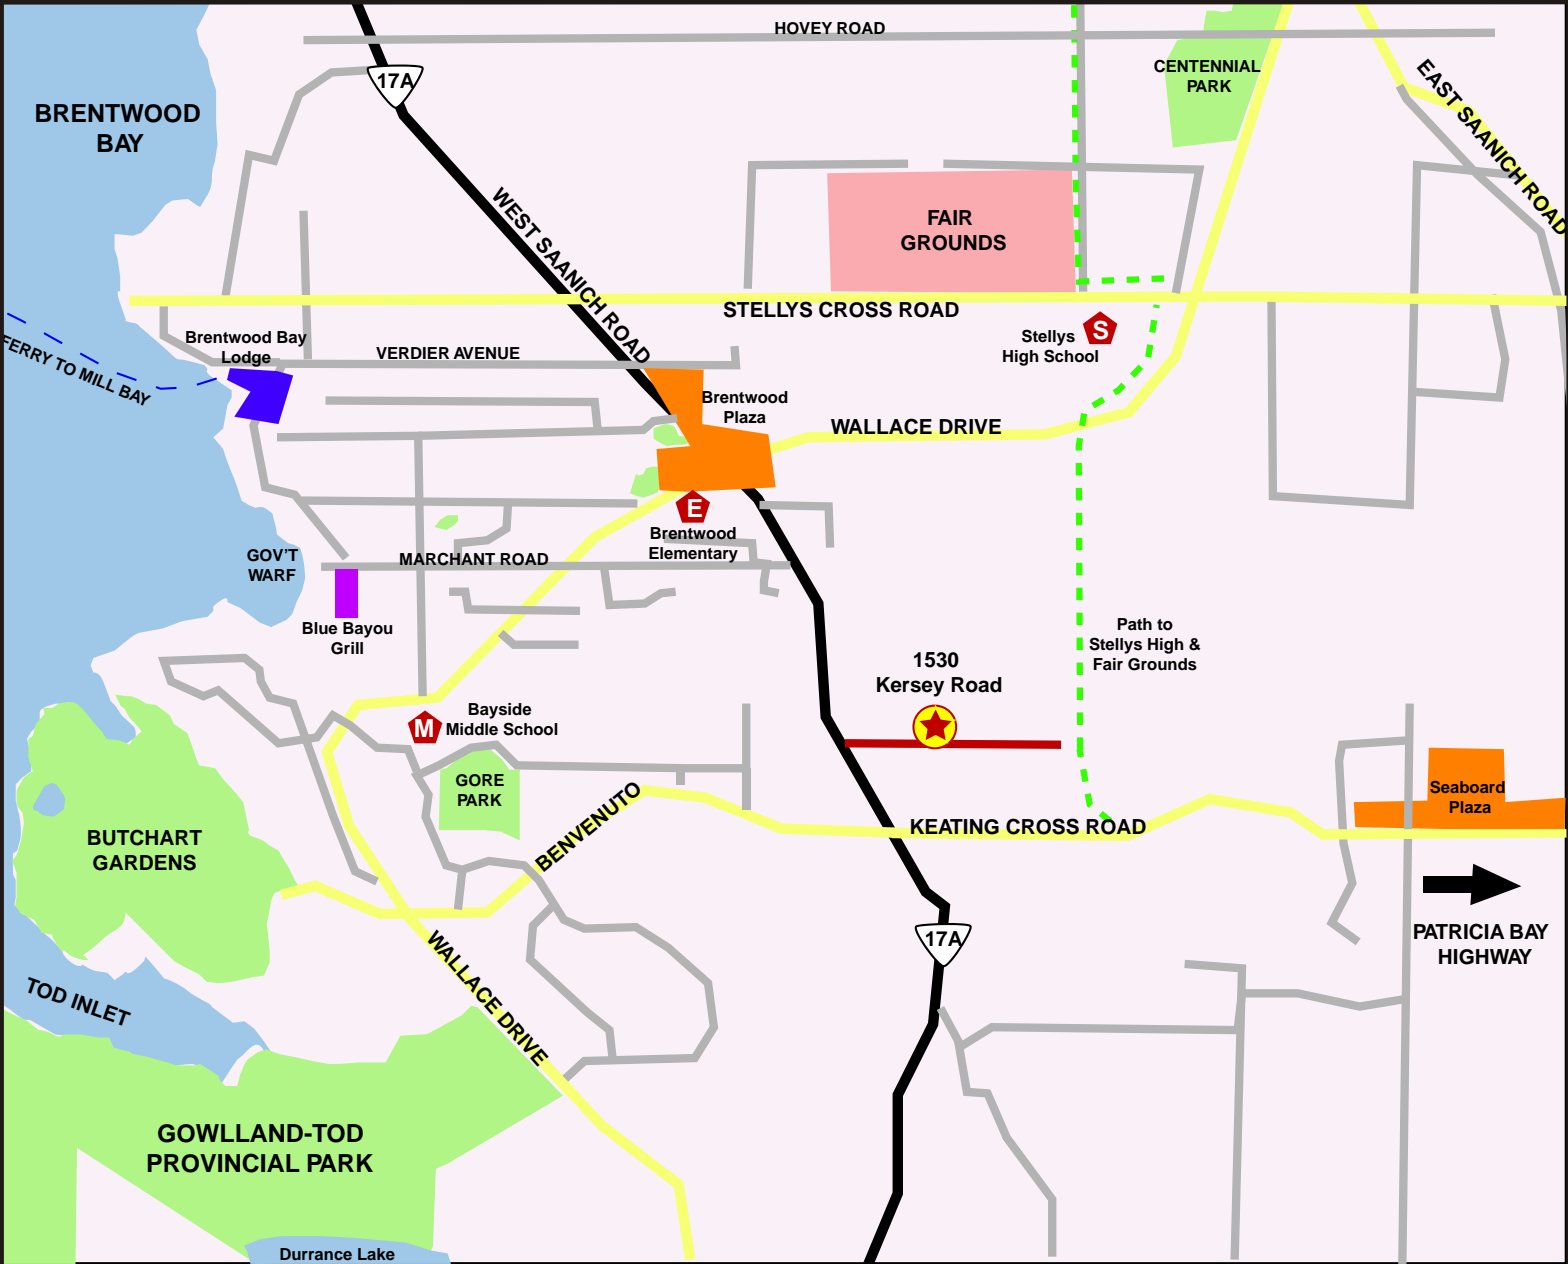 HOVEY ROAD
17A
CENTENNIAL
PARK
EAST SAANICH ROAD
BRENTWOOD
BAY
WEST SAANICH ROAD
FAIR
GROUNDS
STELLYS CROSS ROAD
Stellys
High School
S
Brentwood Bay
Lodge
VERDIER AVENUE
FERRY TO MILL BAY
Brentwood
Plaza
WALLACE DRIVE
E
Brentwood
Elementary
GOV'T
WARF
MARCHANT ROAD
Blue Bayou
Grill
Path to
Stellys High &
Fair Grounds
1530
Kersey Road
M
Bayside
Middle School
GORE
PARK
BENVENUTO
KEATING CROSS ROAD
Seaboard
Plaza
BUTCHART
GARDENS
17A
PATRICIA BAY
HIGHWAY
WALLACE DRIVE
TOD INLET
GOWLLAND-TOD
PROVINCIAL PARK
Durrance Lake